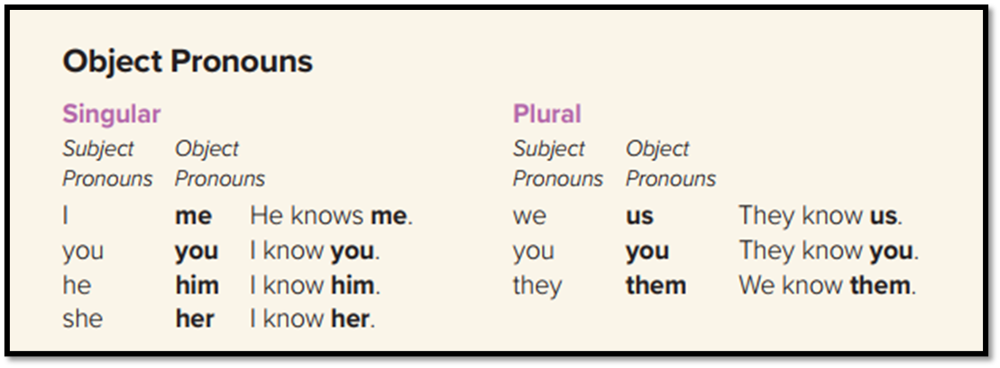 Object Pronouns
Singular
Subject Object
Pronouns Pronouns
I me He knows me.
you you I know you.
he him I know him.
she her I know her.
Plural
Subject Object
Pronouns Pronouns
we us They know us.
you you They know you.
they them We know them.